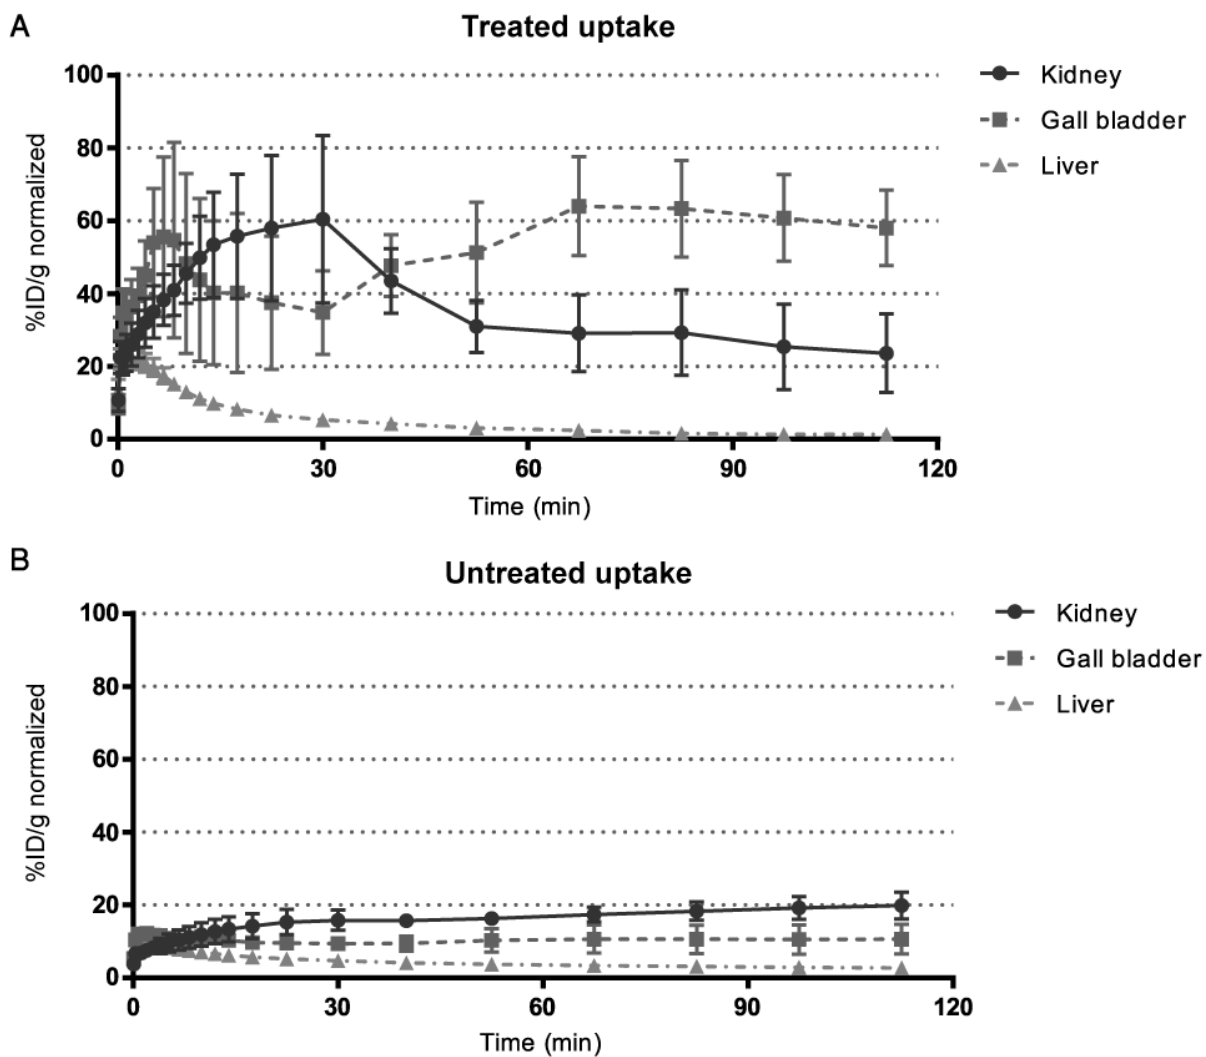 A
Treated uptake
100
80
60
40
20
0
%ID/g normalized
0 30 60 90 120
Time (min)
Kidney
Gall bladder
Liver
B
Untreated uptake
100
80
60
40
20
0
%ID/g normalized
0 30 60 90 120
Time (min)
Kidney
Gall bladder
Liver